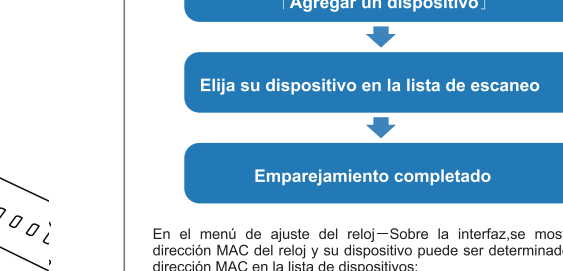 「Agregar un dispositivo」
Elija su dispositivo en la lista de escaneo
Emparejamiento completado
En el menú de ajuste del reloj—Sobre la interfaz,se
dirección MAC del reloj y su dispositivo puede ser
dirección MAC en la lista de dispositivos: